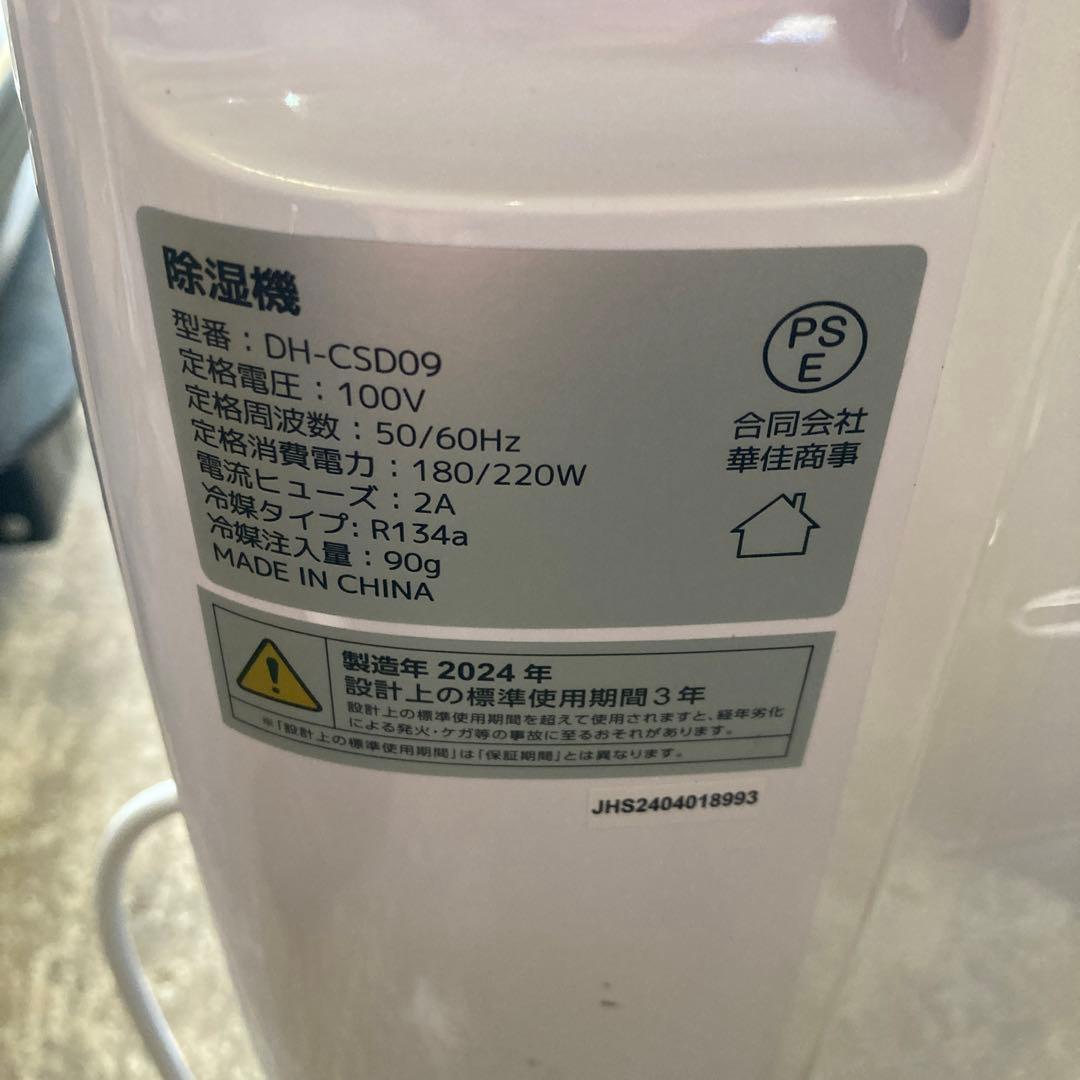 除湿機
型番：DH-CSD09
定格電圧：100V
定格周波数：50/60Hz
定格消費電力：180/220W
電流ヒューズ：2A
冷媒タイプ: R134a
冷媒注入量：90g
MADE IN CHINA
PS
E
合同会社
華佳商事
製造年 2024 年
設計上の標準使用期間 3 年
設計上の標準使用期間を超えて使用されますと、経年劣化
による発火・ケガ等の事故に至るおそれがあります。
※「設計上の標準使用期間」は「保証期間」とは異なります。
JHS2404018993